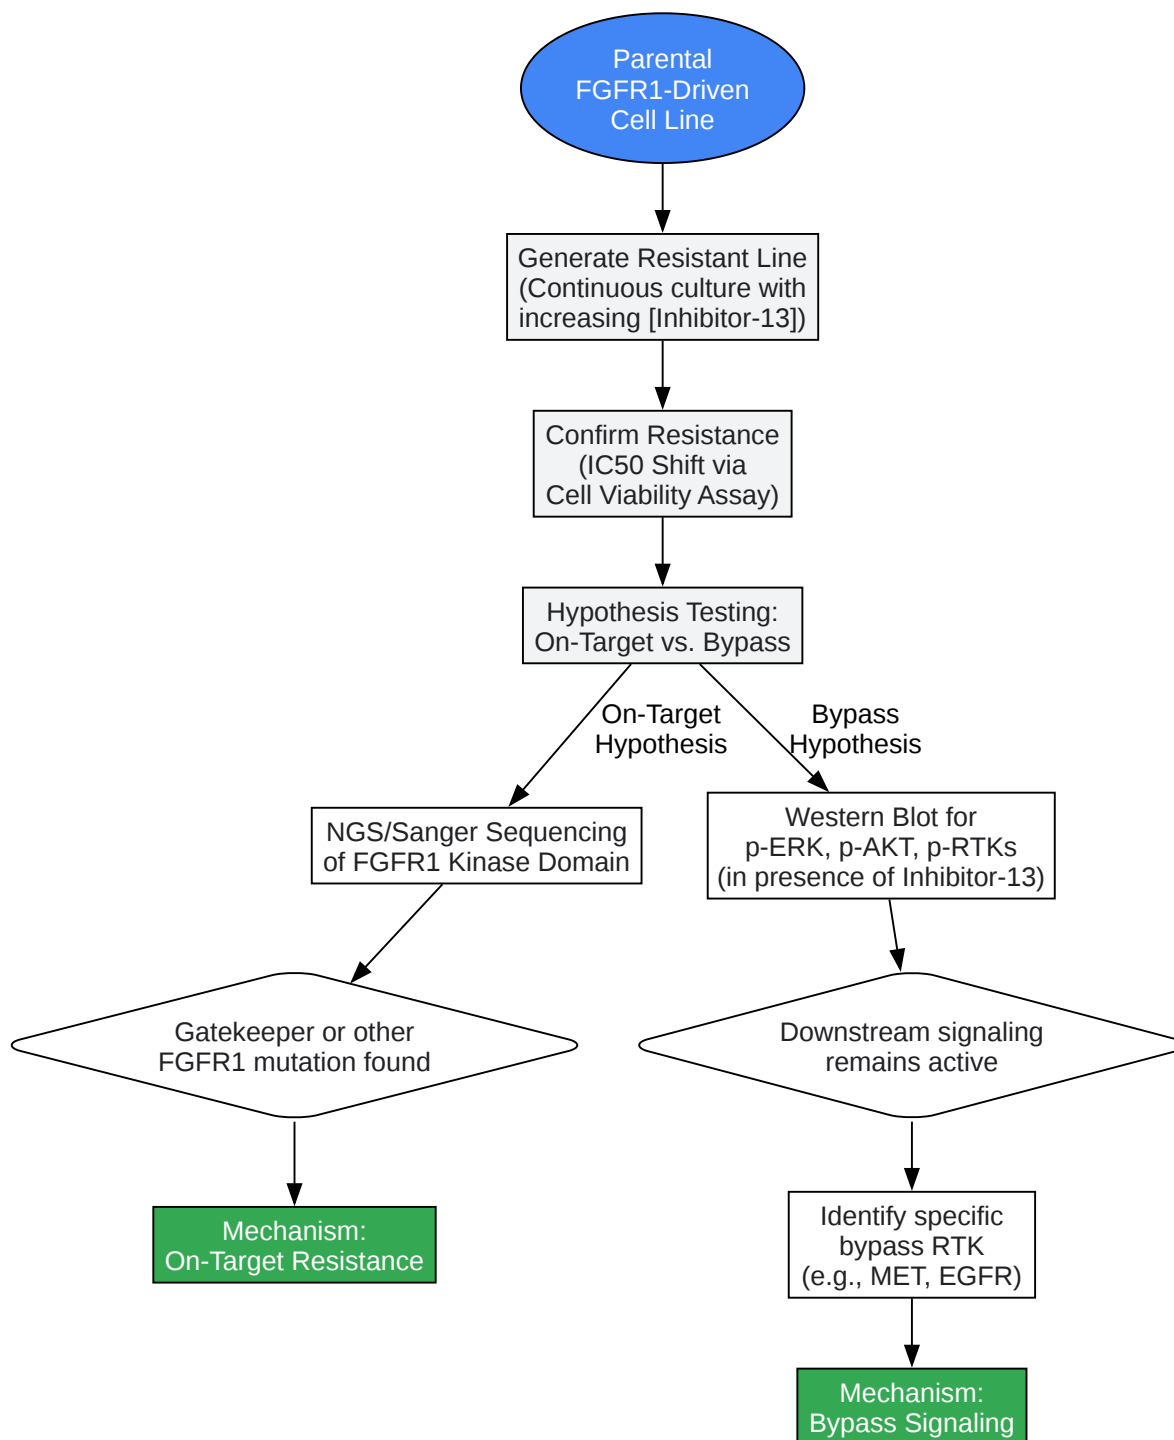 Parental
FGFR1-Driven
Cell Line
Generate Resistant Line
(Continuous culture with
increasing [Inhibitor-13])
Confirm Resistance
(IC50 Shift via
Cell Viability Assay)
Hypothesis Testing:
On-Target vs. Bypass
On-Target
Hypothesis
Bypass
Hypothesis
NGS/Sanger Sequencing
of FGFR1 Kinase Domain
Western Blot for
p-ERK, p-AKT, p-RTKs
(in presence of Inhibitor-13)
Gatekeeper or other
FGFR1 mutation found
Downstream signaling
remains active
Mechanism:
On-Target Resistance
Identify specific
bypass RTK
(e.g., MET, EGFR)
Mechanism:
Bypass Signaling